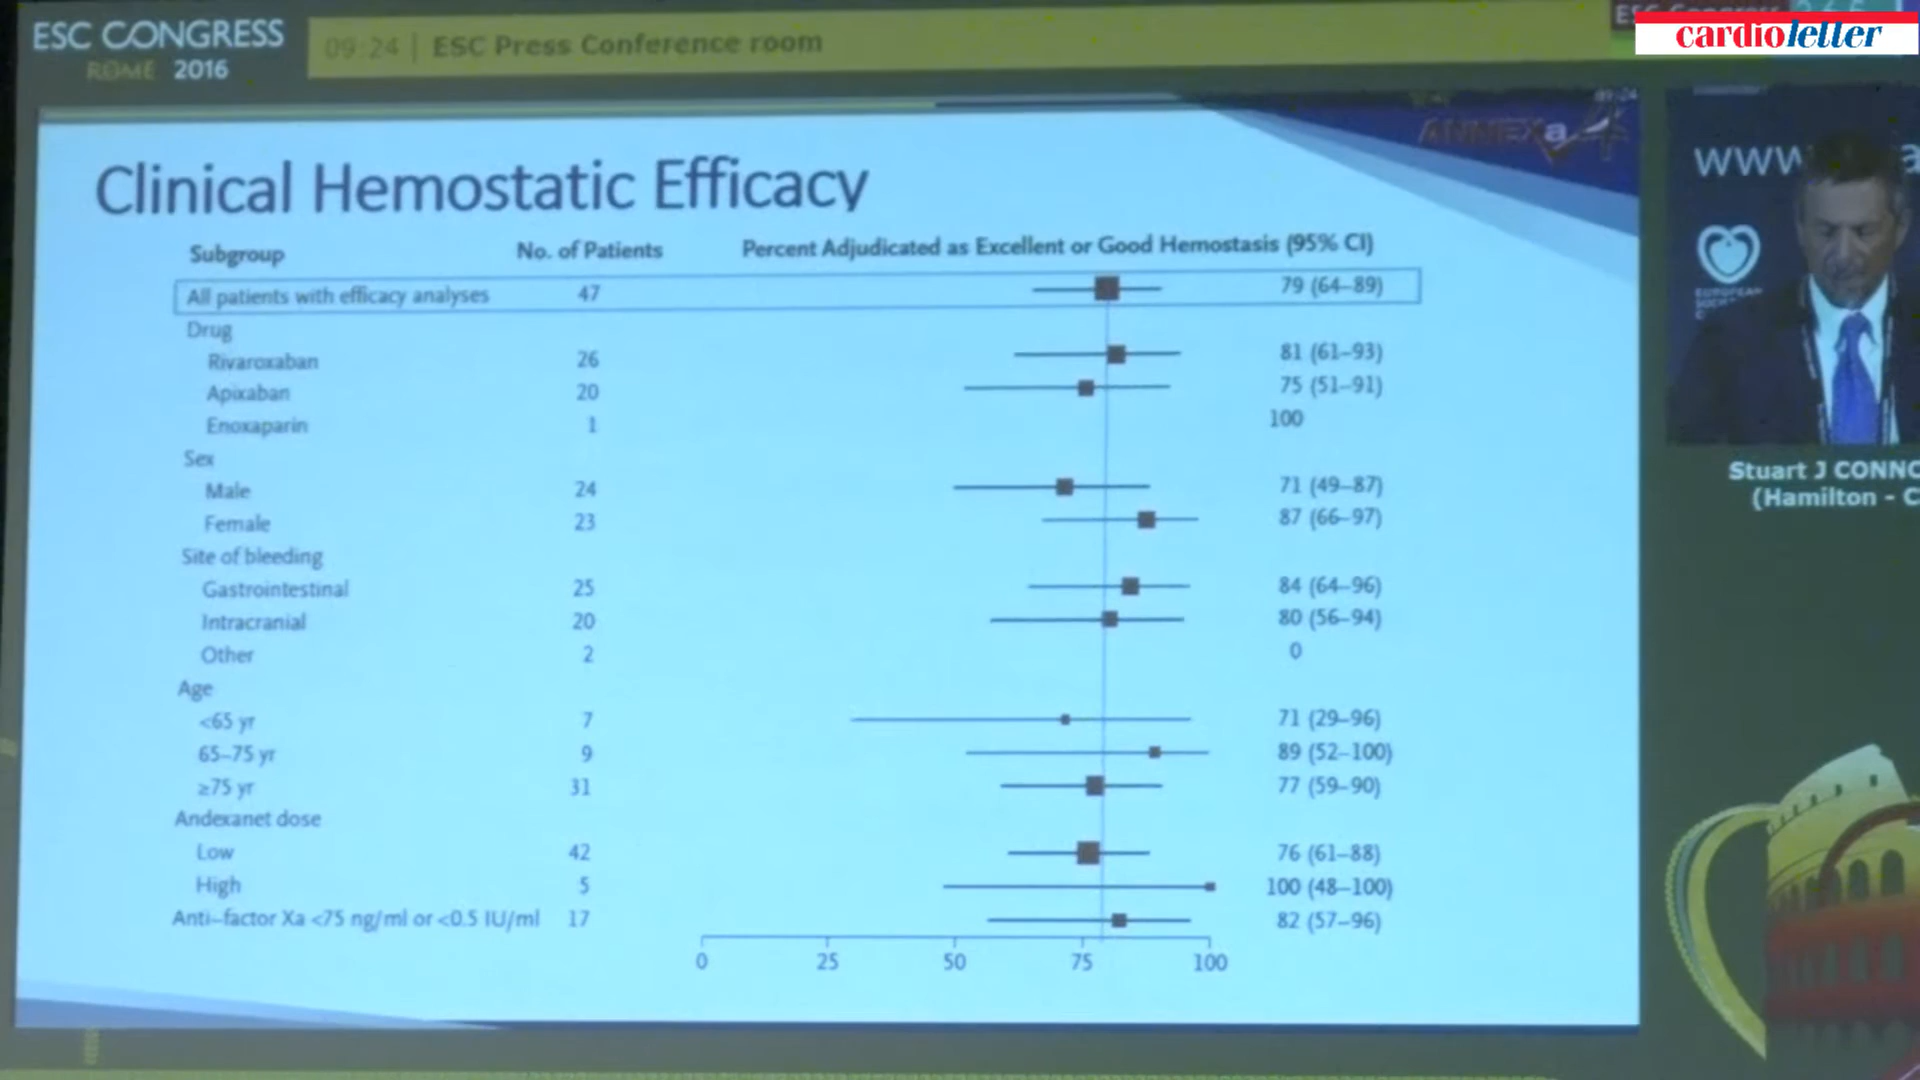 ESC CONGRESS
ROME 2016
09:24 | ESC Press Conference room
ESC Congress
cardioletter
ANNEXa 4
Clinical Hemostatic Efficacy
Subgroup No. of Patients Percent Adjudicated as Excellent or Good Hemostasis (95% CI)
All patients with efficacy analyses 47 79 (64–89)
Drug
Rivaroxaban 26 81 (61–93)
Apixaban 20 75 (51–91)
Enoxaparin 1 100
Sex
Male 24 71 (49–87)
Female 23 87 (66–97)
Site of bleeding
Gastrointestinal 25 84 (64–96)
Intracranial 20 80 (56–94)
Other 2 0
Age
<65 yr 7 71 (29–96)
65–75 yr 9 89 (52–100)
≥75 yr 31 77 (59–90)
Andexanet dose
Low 42 76 (61–88)
High 5 100 (48–100)
Anti–factor Xa <75 ng/ml or <0.5 IU/ml 17 82 (57–96)
0 25 50 75 100
www
EUROPEAN
Stuart J CONNO
(Hamilton - C